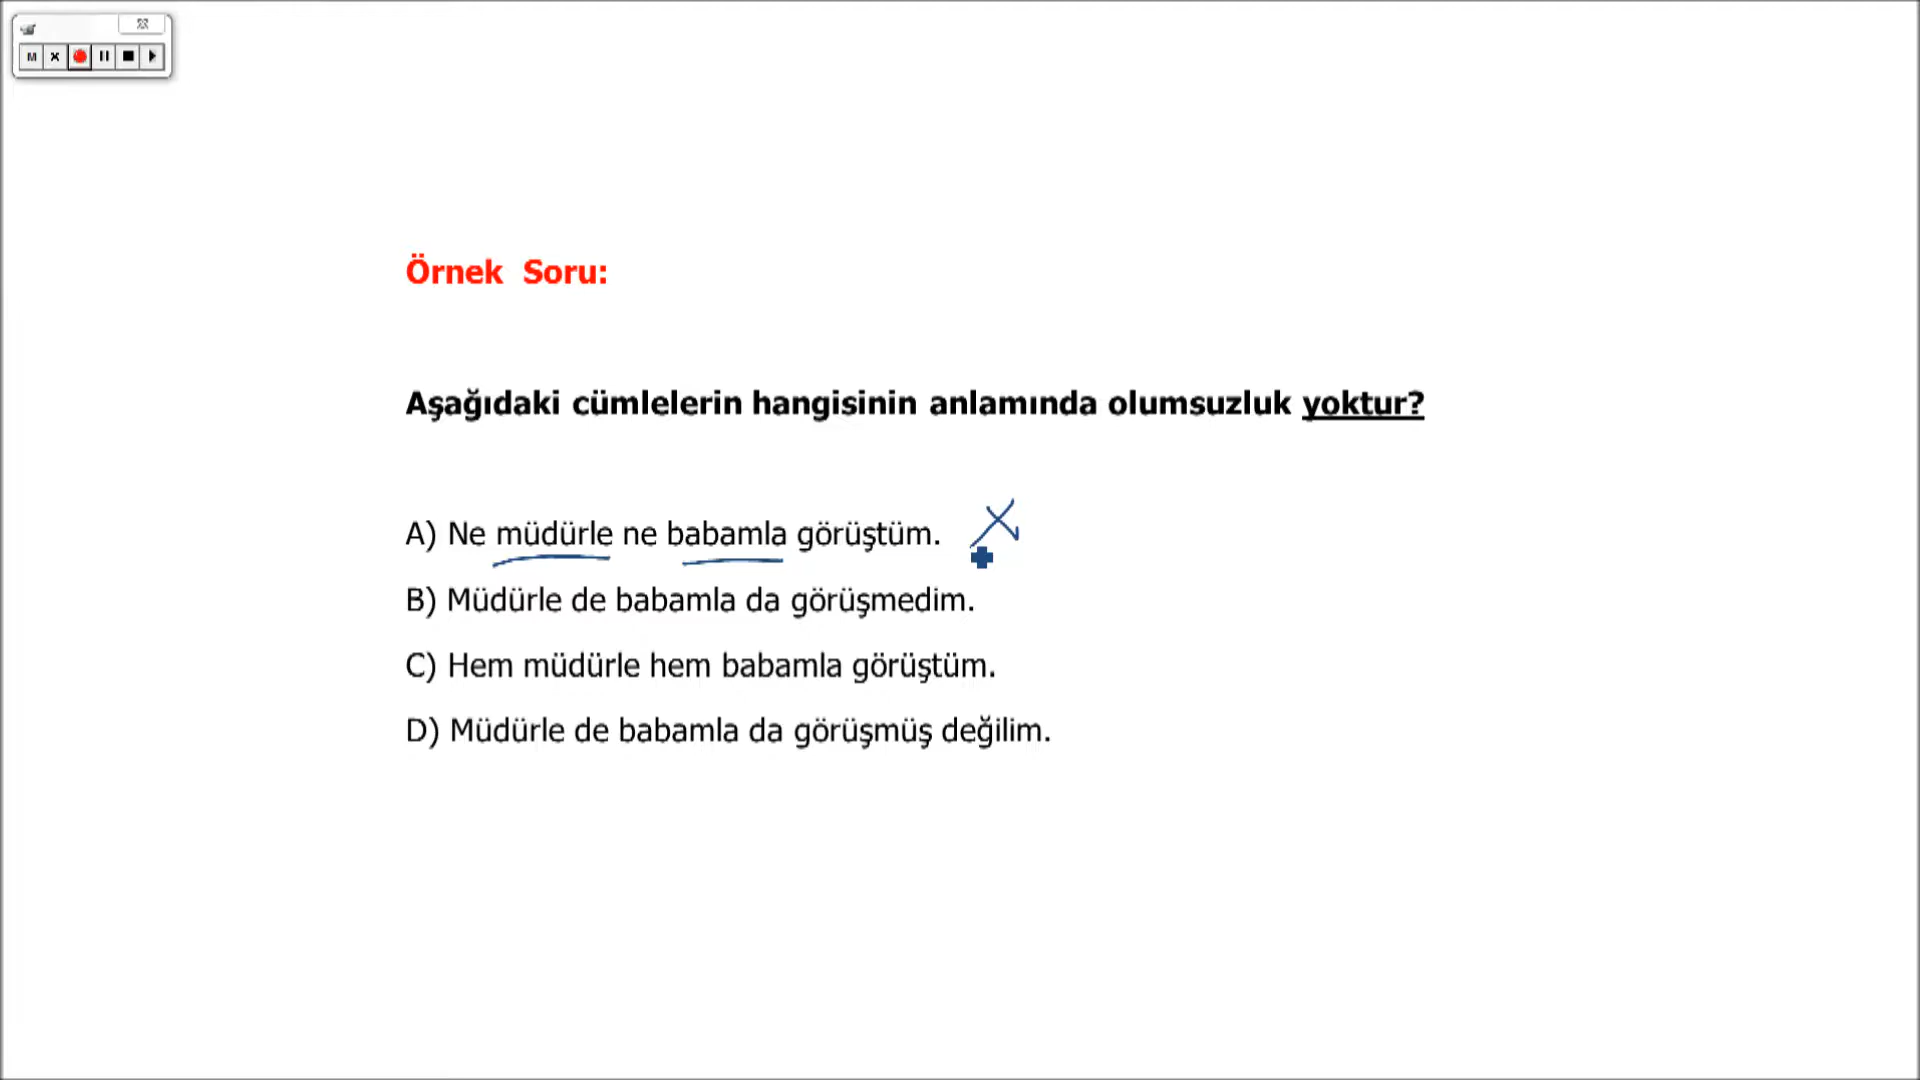 M X
Örnek Soru:
Aşağıdaki cümlelerin hangisinin anlamında olumsuzluk yoktur?
A) Ne müdürle ne babamla görüştüm. X
B) Müdürle de babamla da görüşmedim.
C) Hem müdürle hem babamla görüştüm.
D) Müdürle de babamla da görüşmüş değilim.